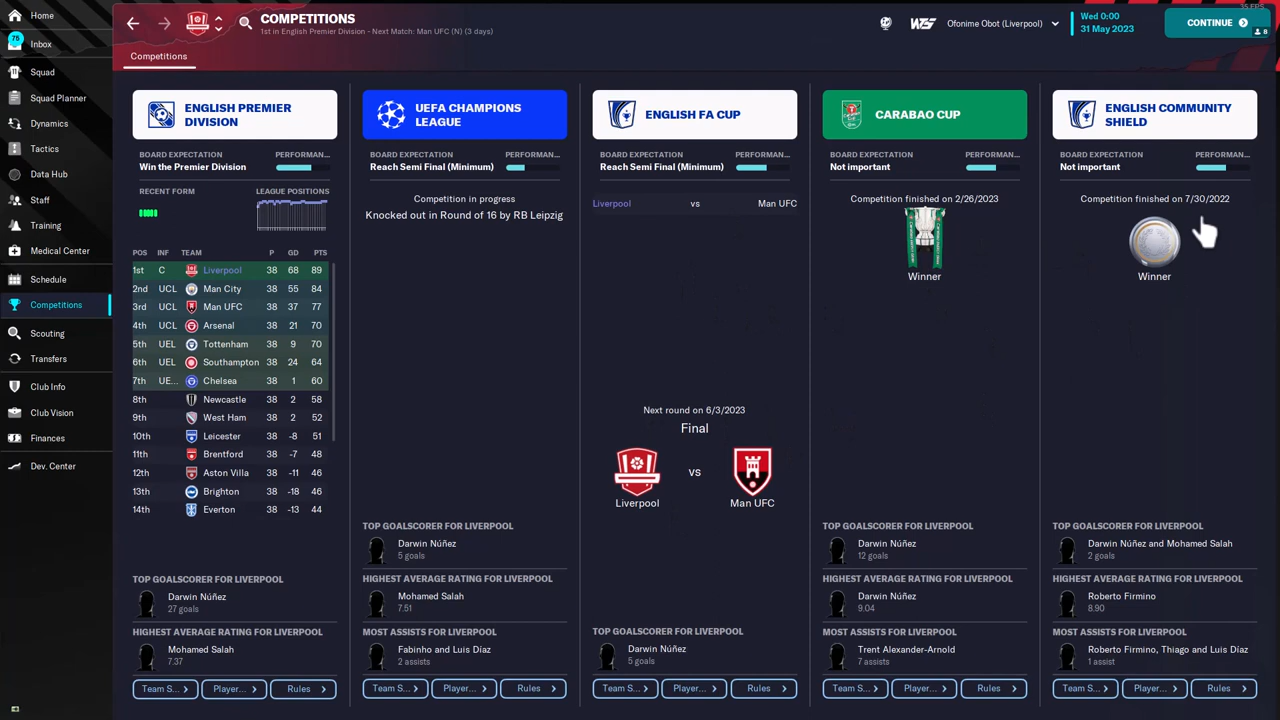 35 FPS
Home
75
Inbox
Squad
Squad Planner
Dynamics
Tactics
Data Hub
Staff
Training
Medical Center
Schedule
Competitions
Scouting
Transfers
Club Info
Club Vision
Finances
Dev. Center
COMPETITIONS
1st in English Premier Division - Next Match: Man UFC (N) (3 days)
Ofonime Obot (Liverpool)
Wed 0:00
31 May 2023
CONTINUE
8
Competitions
ENGLISH PREMIER
DIVISION
BOARD EXPECTATION PERFORMAN...
Win the Premier Division
RECENT FORM LEAGUE POSITIONS
POS INF TEAM P GD PTS
1st C Liverpool 38 68 89
2nd UCL Man City 38 55 84
3rd UCL Man UFC 38 37 77
4th UCL Arsenal 38 21 70
5th UEL Tottenham 38 9 70
6th UEL Southampton 38 24 64
7th UE... Chelsea 38 1 60
8th Newcastle 38 2 58
9th West Ham 38 2 52
10th Leicester 38 -8 51
11th Brentford 38 -7 48
12th Aston Villa 38 -11 46
13th Brighton 38 -18 46
14th Everton 38 -13 44
TOP GOALSCORER FOR LIVERPOOL
Darwin Núñez
27 goals
HIGHEST AVERAGE RATING FOR LIVERPOOL
Mohamed Salah
7.37
Team S... Player... Rules
UEFA CHAMPIONS
LEAGUE
BOARD EXPECTATION PERFORMAN...
Reach Semi Final (Minimum)
Competition in progress
Knocked out in Round of 16 by RB Leipzig
TOP GOALSCORER FOR LIVERPOOL
Darwin Núñez
5 goals
HIGHEST AVERAGE RATING FOR LIVERPOOL
Mohamed Salah
7.51
MOST ASSISTS FOR LIVERPOOL
Fabinho and Luis Díaz
2 assists
Team S... Player... Rules
ENGLISH FA CUP
BOARD EXPECTATION PERFORMAN...
Reach Semi Final (Minimum)
Liverpool vs Man UFC
Next round on 6/3/2023
Final
vs
Liverpool Man UFC
TOP GOALSCORER FOR LIVERPOOL
Darwin Núñez
5 goals
Team S... Player... Rules
CARABAO CUP
BOARD EXPECTATION PERFORMAN...
Not important
Competition finished on 2/26/2023
Winner
TOP GOALSCORER FOR LIVERPOOL
Darwin Núñez
12 goals
HIGHEST AVERAGE RATING FOR LIVERPOOL
Darwin Núñez
9.04
MOST ASSISTS FOR LIVERPOOL
Trent Alexander-Arnold
7 assists
Team S... Player... Rules
ENGLISH COMMUNITY
SHIELD
BOARD EXPECTATION PERFORMAN...
Not important
Competition finished on 7/30/2022
Winner
TOP GOALSCORER FOR LIVERPOOL
Darwin Núñez and Mohamed Salah
2 goals
HIGHEST AVERAGE RATING FOR LIVERPOOL
Roberto Firmino
8.90
MOST ASSISTS FOR LIVERPOOL
Roberto Firmino, Thiago and Luis Díaz
1 assist
Team S... Player... Rules